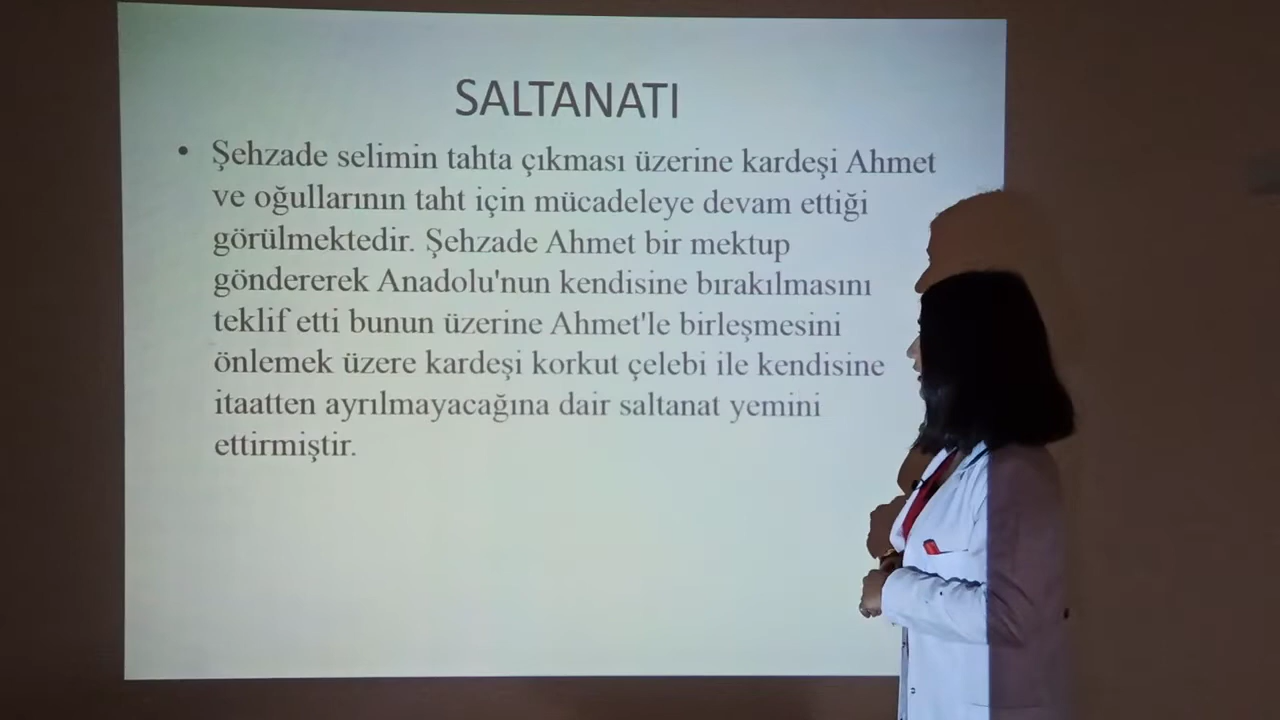 SALTANATI
• Şehzade selimin tahta çıkması üzerine kardeşi Ahmet
ve oğullarının taht için mücadeleye devam ettiği
görülmektedir. Şehzade Ahmet bir mektup
göndererek Anadolu'nun kendisine bırakılmasını
teklif etti bunun üzerine Ahmet'le birleşmesini
önlemek üzere kardeşi korkut çelebi ile kendisine
itaatten ayrılmayacağına dair saltanat yemini
ettirmiştir.